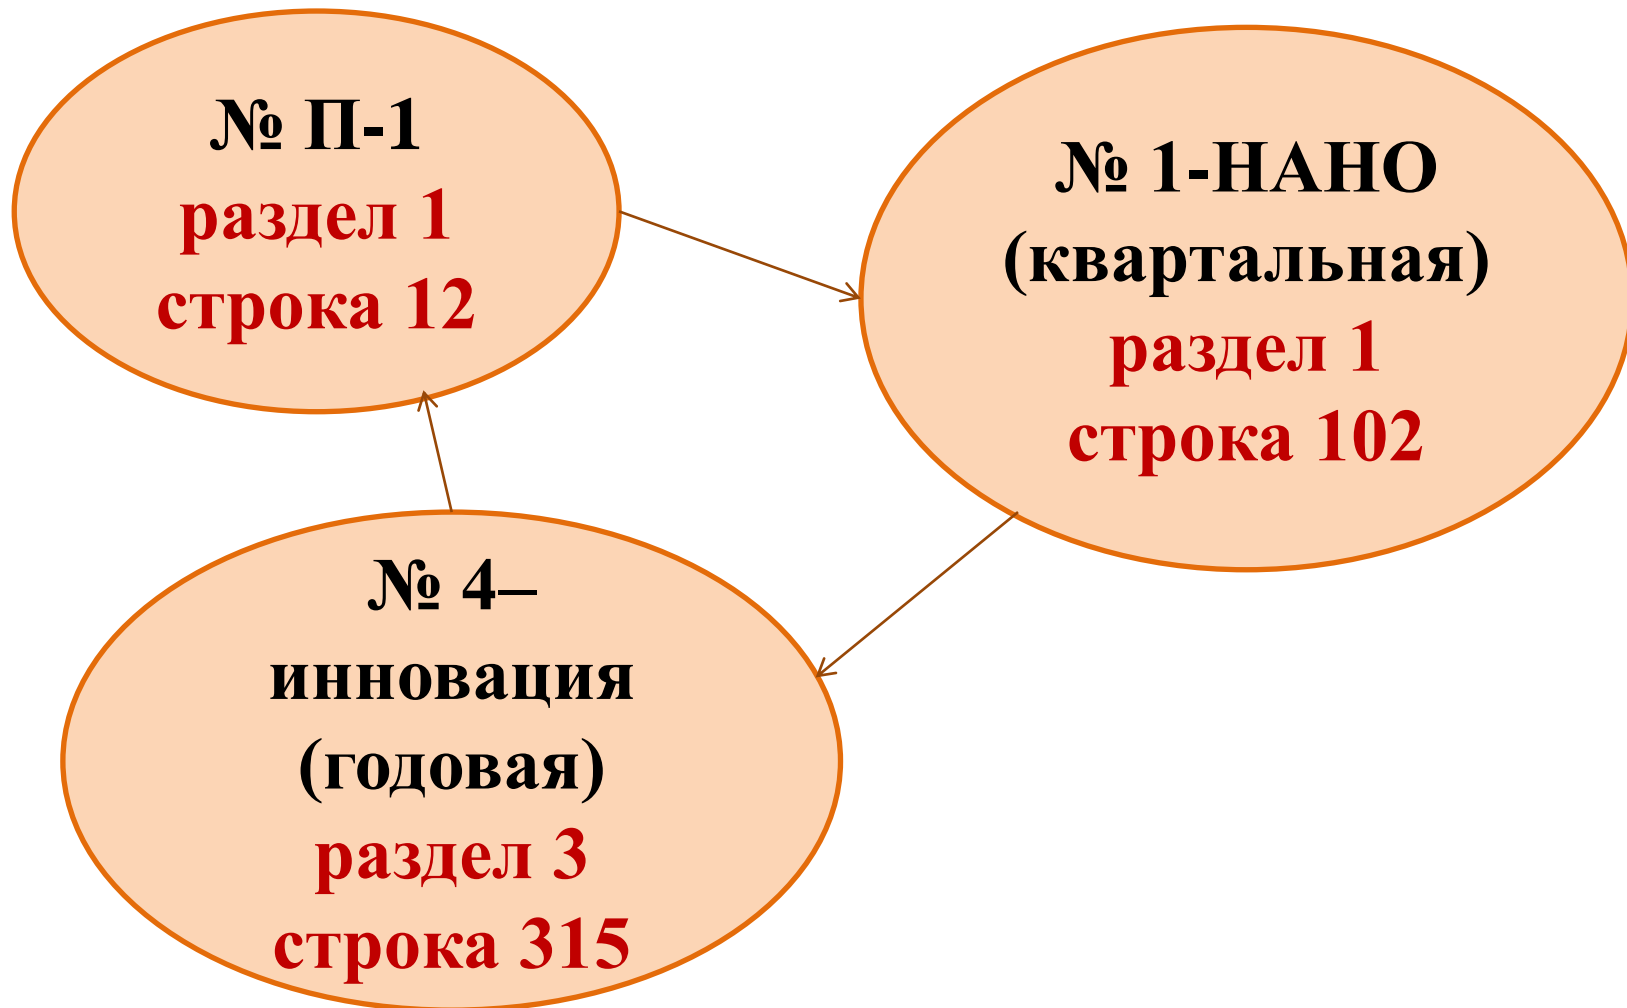 № П-1
раздел 1
строка 12
№ 1-НАНО
(квартальная)
раздел 1
строка 102
№ 4–
инновация
(годовая)
раздел 3
строка 315